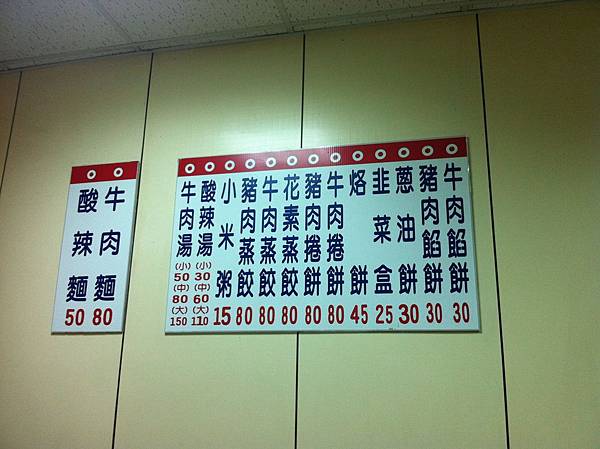 牛肉餡餅 30
豬肉餡餅 30
蔥油餅 30
韭菜盒 25
烙餅 45
牛肉捲餅 80
豬肉捲餅 80
花素蒸餃 80
牛肉蒸餃 80
豬肉蒸餃 80
小米粥 15
酸辣湯 (小) 30 (中) 60 (大) 110
牛肉湯 (小) 50 (中) 80 (大) 150
牛肉麵 80
酸辣麵 50